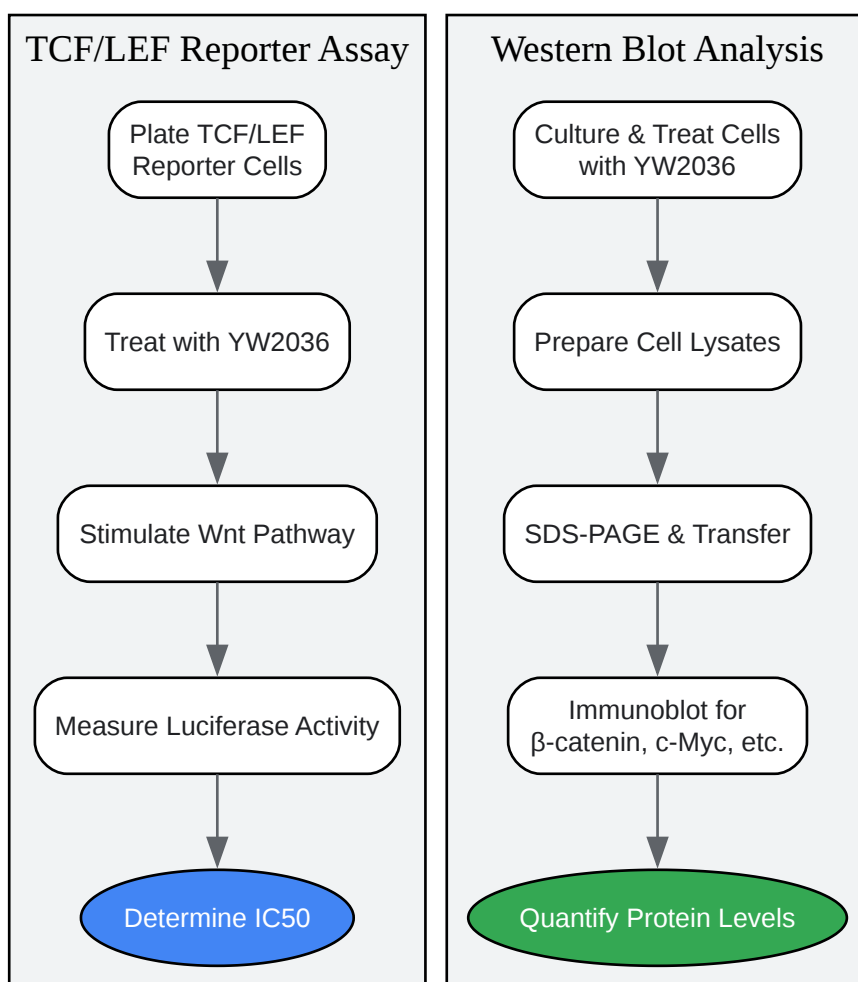 TCF/LEF Reporter Assay
Plate TCF/LEF
Reporter Cells
Treat with YW2036
Stimulate Wnt Pathway
Measure Luciferase Activity
Determine IC50
Western Blot Analysis
Culture & Treat Cells
with YW2036
Prepare Cell Lysates
SDS-PAGE & Transfer
Immunoblot for
β-catenin, c-Myc, etc.
Quantify Protein Levels